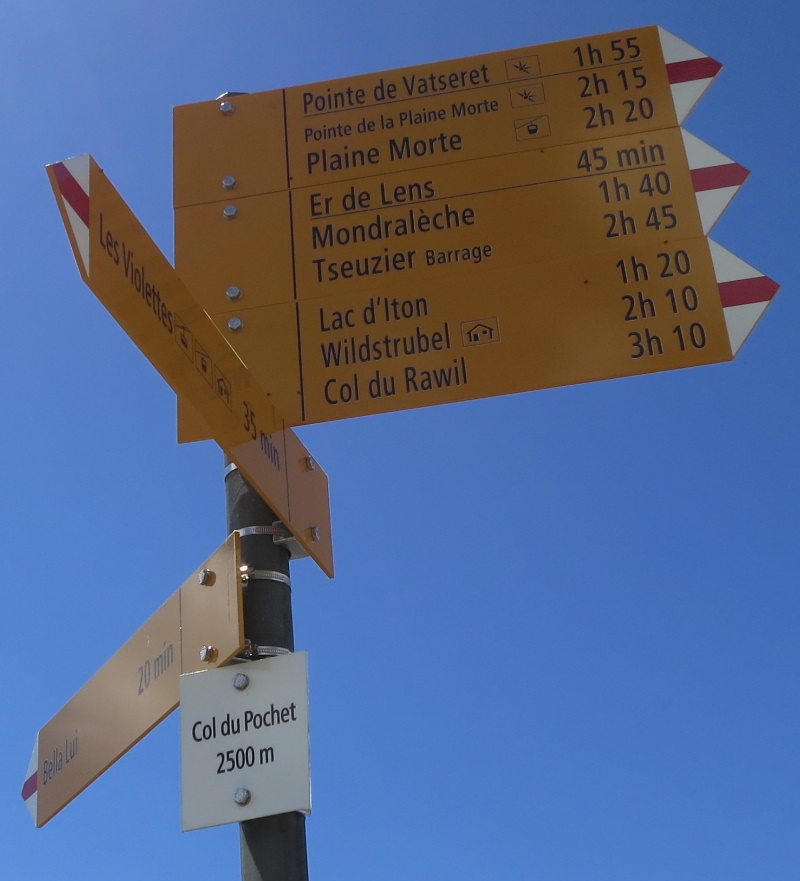 Pointe de Vatseret 1h 55
Pointe de la Plaine Morte 2h 15
Plaine Morte 2h 20
Er de Lens 45 min
Mondralèche 1h 40
Tseuzier Barrage 2h 45
Lac d'Iton 1h 20
Wildstrubel 2h 10
Col du Rawil 3h 10
Les Violettes 35 min
Bella Lui 20 min
Col du Pochet
2500 m